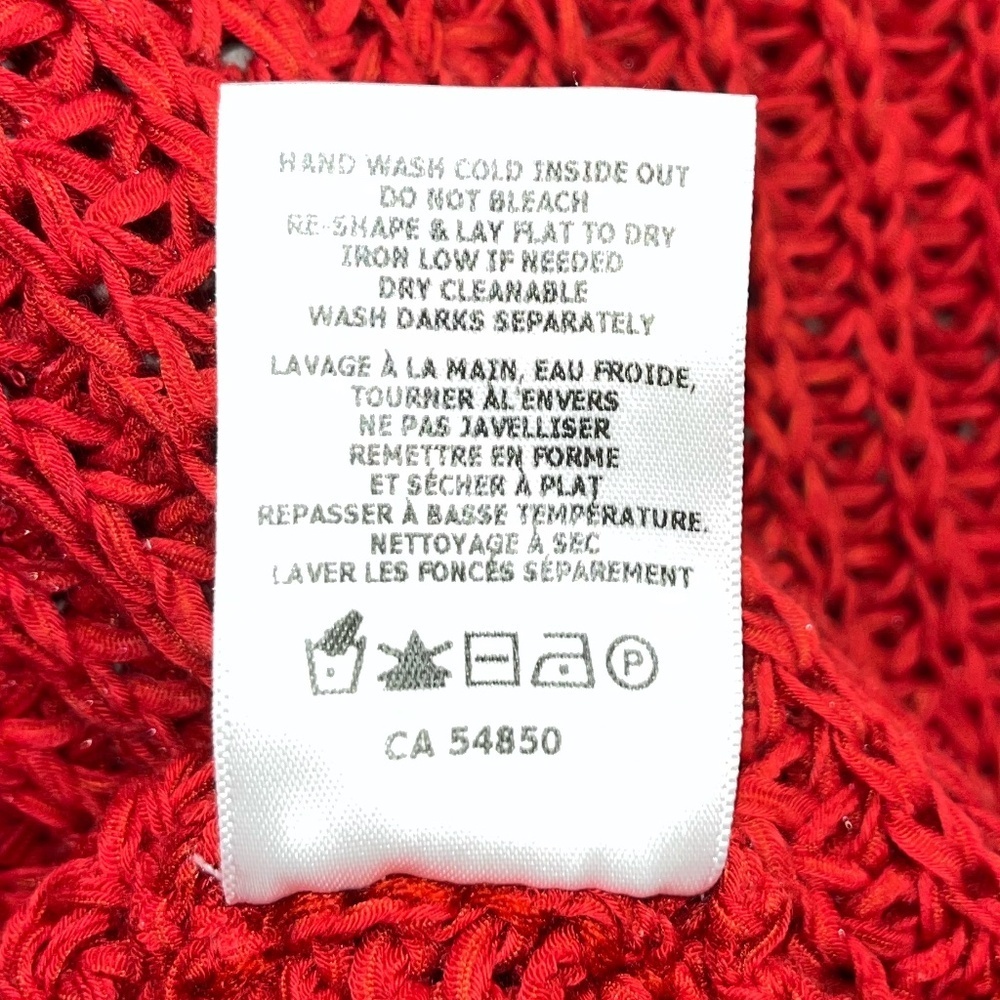 HAND WASH COLD INSIDE OUT
DO NOT BLEACH
RE-SHAPE & LAY FLAT TO DRY
IRON LOW IF NEEDED
DRY CLEANABLE
WASH DARKS SEPARATELY
LAVAGE À LA MAIN, EAU FROIDE,
TOURNER ÀL'ENVERS
NE PAS JAVELLISER
REMETTRE EN FORME
ET SÉCHER À PLAT
REPASSER À BASSE TEMPÉRATURE.
NETTOYAGE À SEC
LAVER LES FONCÉS SÉPAREMENT
P
CA 54850